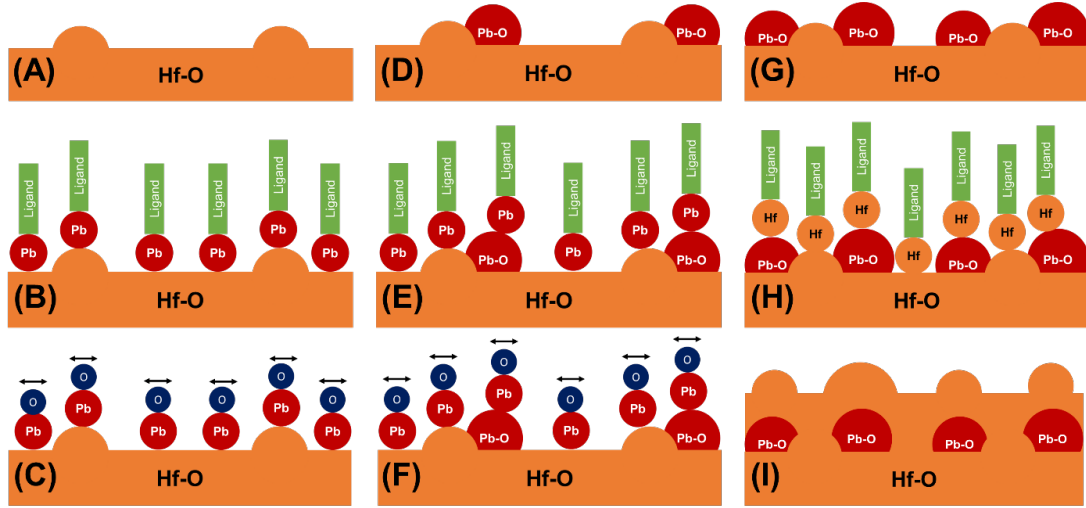 (A)
Hf-O
(D)
Pb-O
Pb-O
Hf-O
(G)
Pb-O
Pb-O
Pb-O
Pb-O
Hf-O
(B)
Ligand
Ligand
Ligand
Ligand
Ligand
Ligand
Pb
Pb
Pb
Pb
Pb
Pb
Hf-O
(E)
Ligand
Ligand
Ligand
Ligand
Ligand
Ligand
Pb
Pb
Pb
Pb
Pb
Pb
Pb-O
Pb-O
Hf-O
(H)
Ligand
Ligand
Ligand
Ligand
Ligand
Ligand
Ligand
Hf
Hf
Hf
Hf
Hf
Hf
Hf
Pb-O
Pb-O
Pb-O
Pb-O
Hf-O
(C)
O
O
O
O
O
O
Pb
Pb
Pb
Pb
Pb
Pb
Hf-O
(F)
O
O
O
O
O
O
Pb
Pb
Pb
Pb
Pb
Pb
Pb-O
Pb-O
Hf-O
(I)
Pb-O
Pb-O
Pb-O
Pb-O
Hf-O